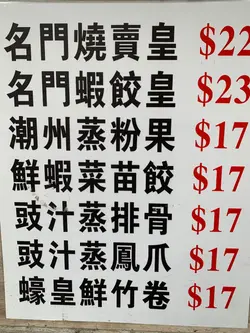 名門燒賣皇 $22
名門蝦餃皇 $23
潮州蒸粉果 $17
鮮蝦菜苗餃 $17
豉汁蒸排骨 $17
豉汁蒸鳳爪 $17
蠔皇鮮竹卷 $17